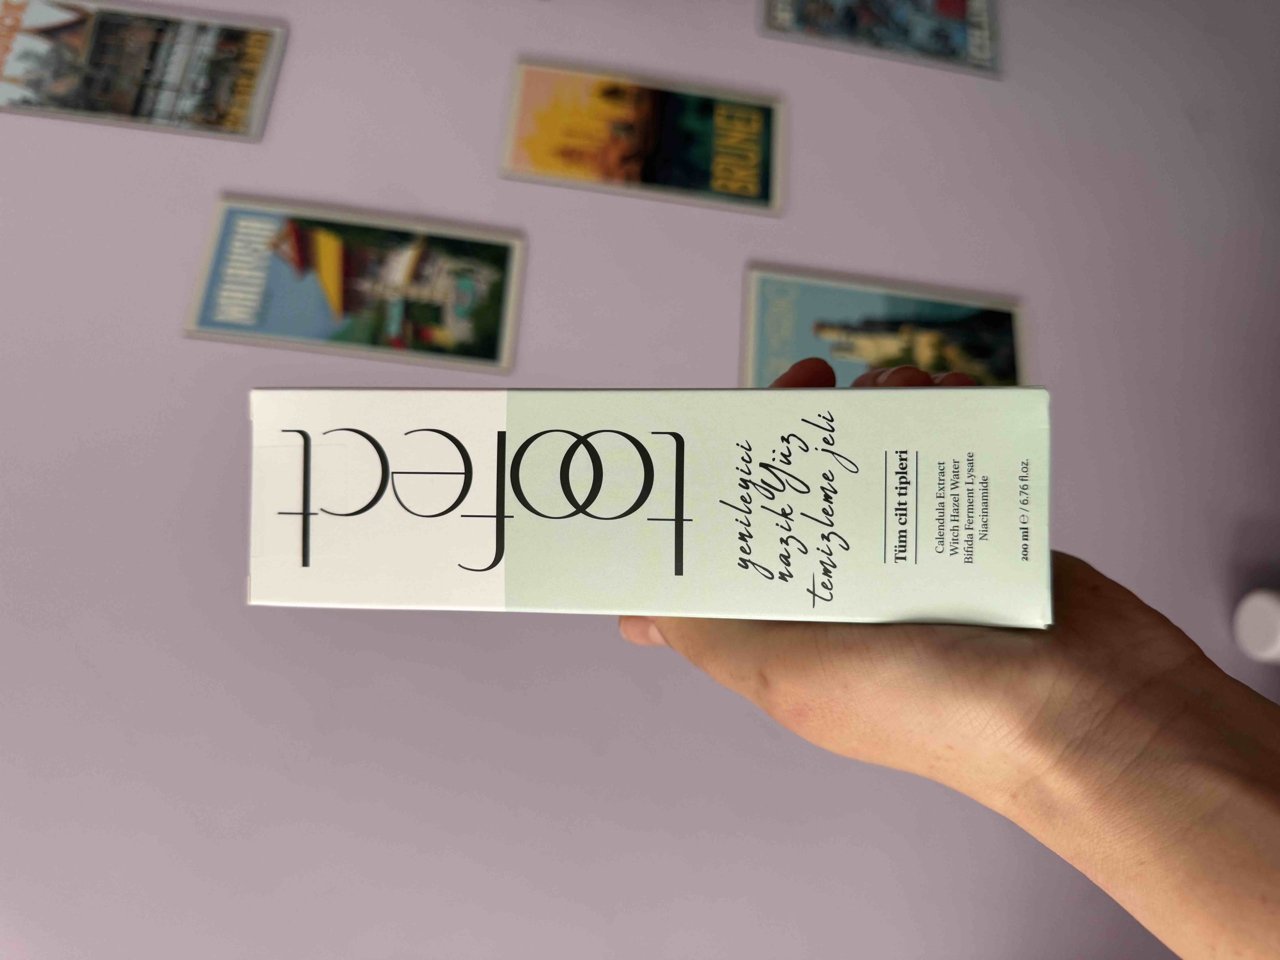 BRUNEI
MALAYSIA
toofect
yenileyici
nazik Yüz
temizleme jeli
Tüm cilt tipleri
Calendula Extract
Witch Hazel Water
Bifida Ferment Lysate
Niacinamide
200 ml ℮ / 6.76 fl.oz.